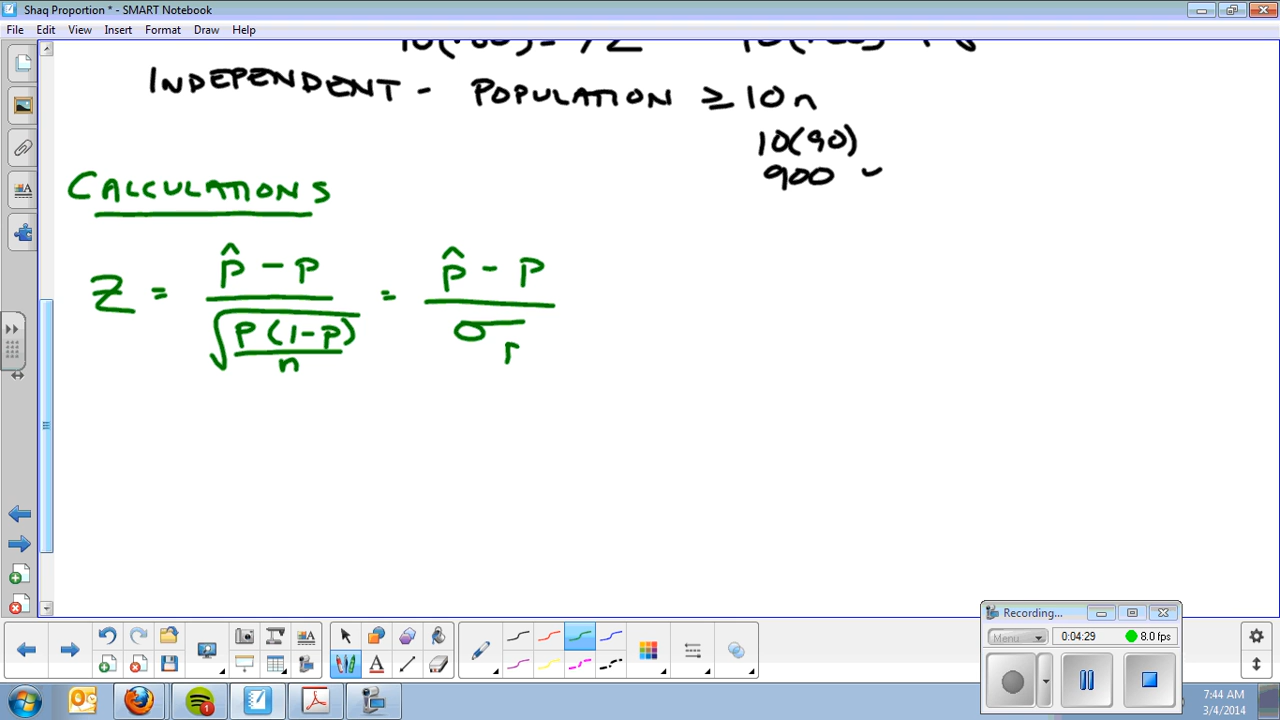 Shaq Proportion * - SMART Notebook
File Edit View Insert Format Draw Help
INDEPENDENT - POPULATION ≥ 10n
10(90)
900
CALCULATIONS
Z = p̂ - p / √(p(1-p)/n) = p̂ - p / σ
Recording...
Menu 0:04:29 8.0 fps
7:44 AM
3/4/2014